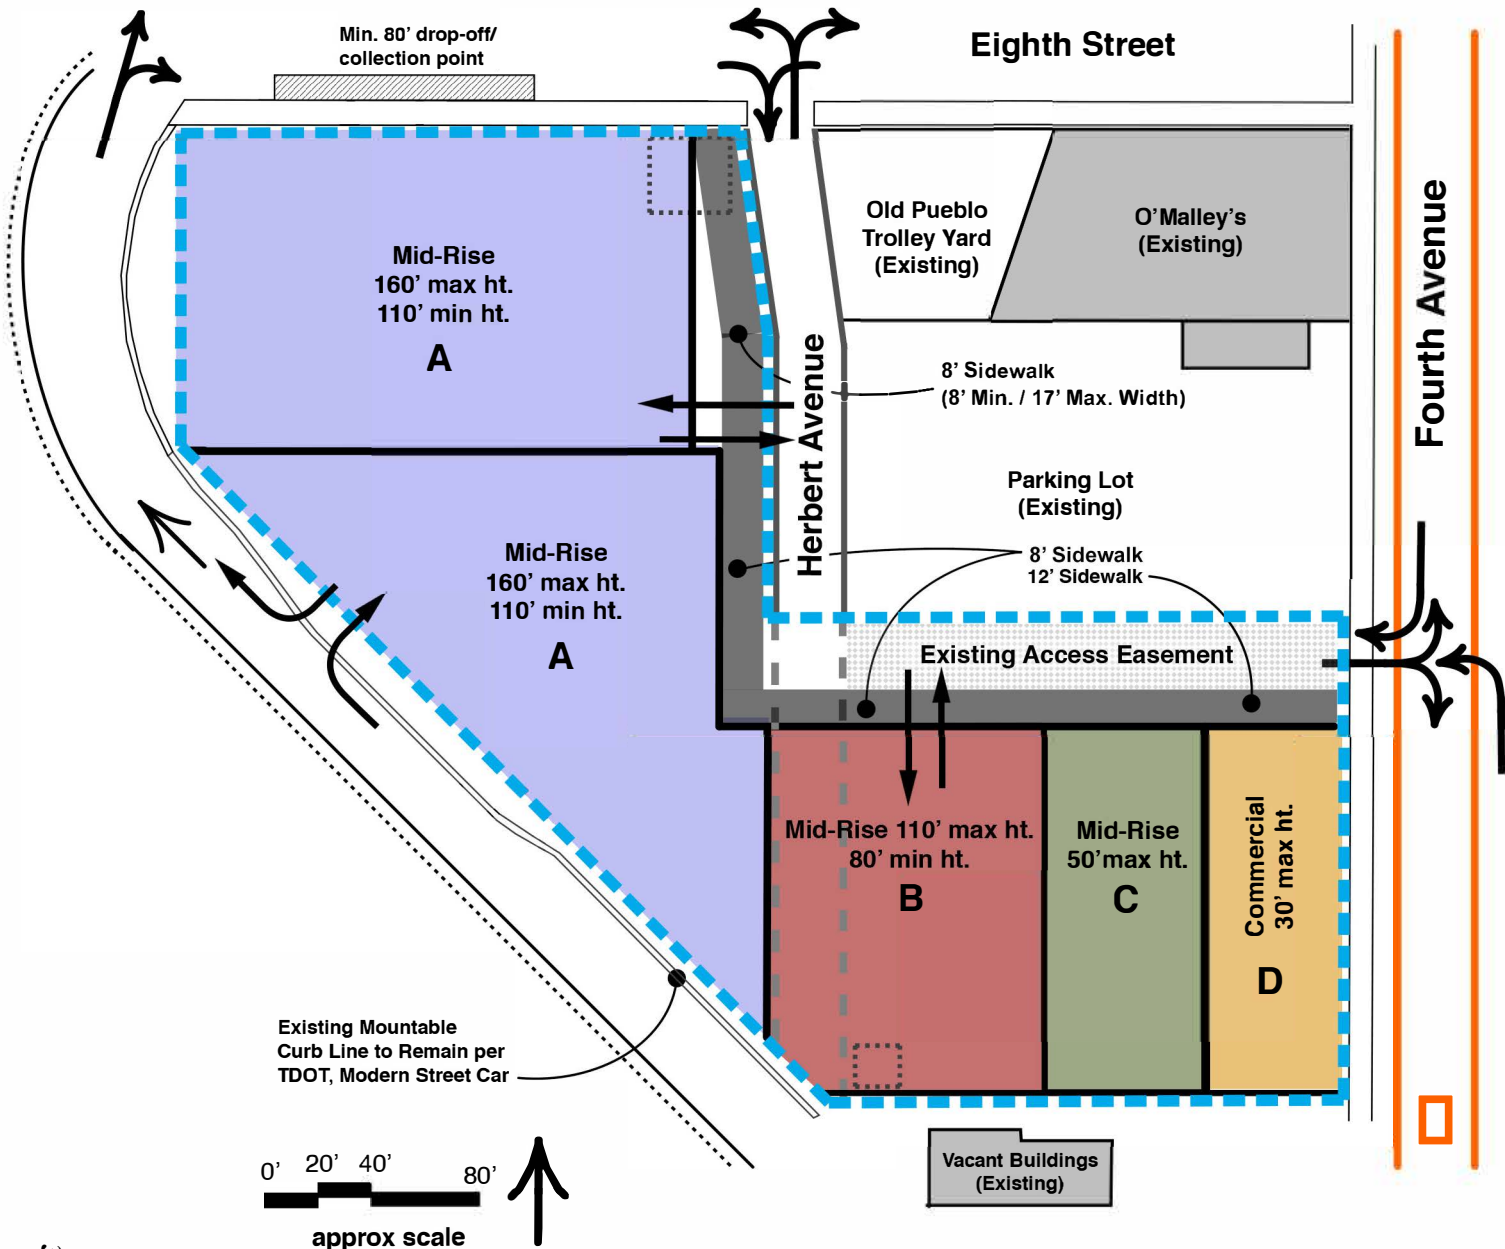 Min. 80’ drop-off/
collection point
Eighth Street
Old Pueblo
Trolley Yard
(Existing)
O’Malley’s
(Existing)
Fourth Avenue
Mid-Rise
160’ max ht.
110’ min ht.
A
Herbert Avenue
8’ Sidewalk
(8’ Min. / 17’ Max. Width)
Parking Lot
(Existing)
Mid-Rise
160’ max ht.
110’ min ht.
A
8’ Sidewalk
12’ Sidewalk
Existing Access Easement
Mid-Rise 110’ max ht.
80’ min ht.
B
Mid-Rise
50’max ht.
C
Commercial
30’ max ht.
D
Existing Mountable
Curb Line to Remain per
TDOT, Modern Street Car
Vacant Buildings
(Existing)
0’ 20’ 40’ 80’
approx scale